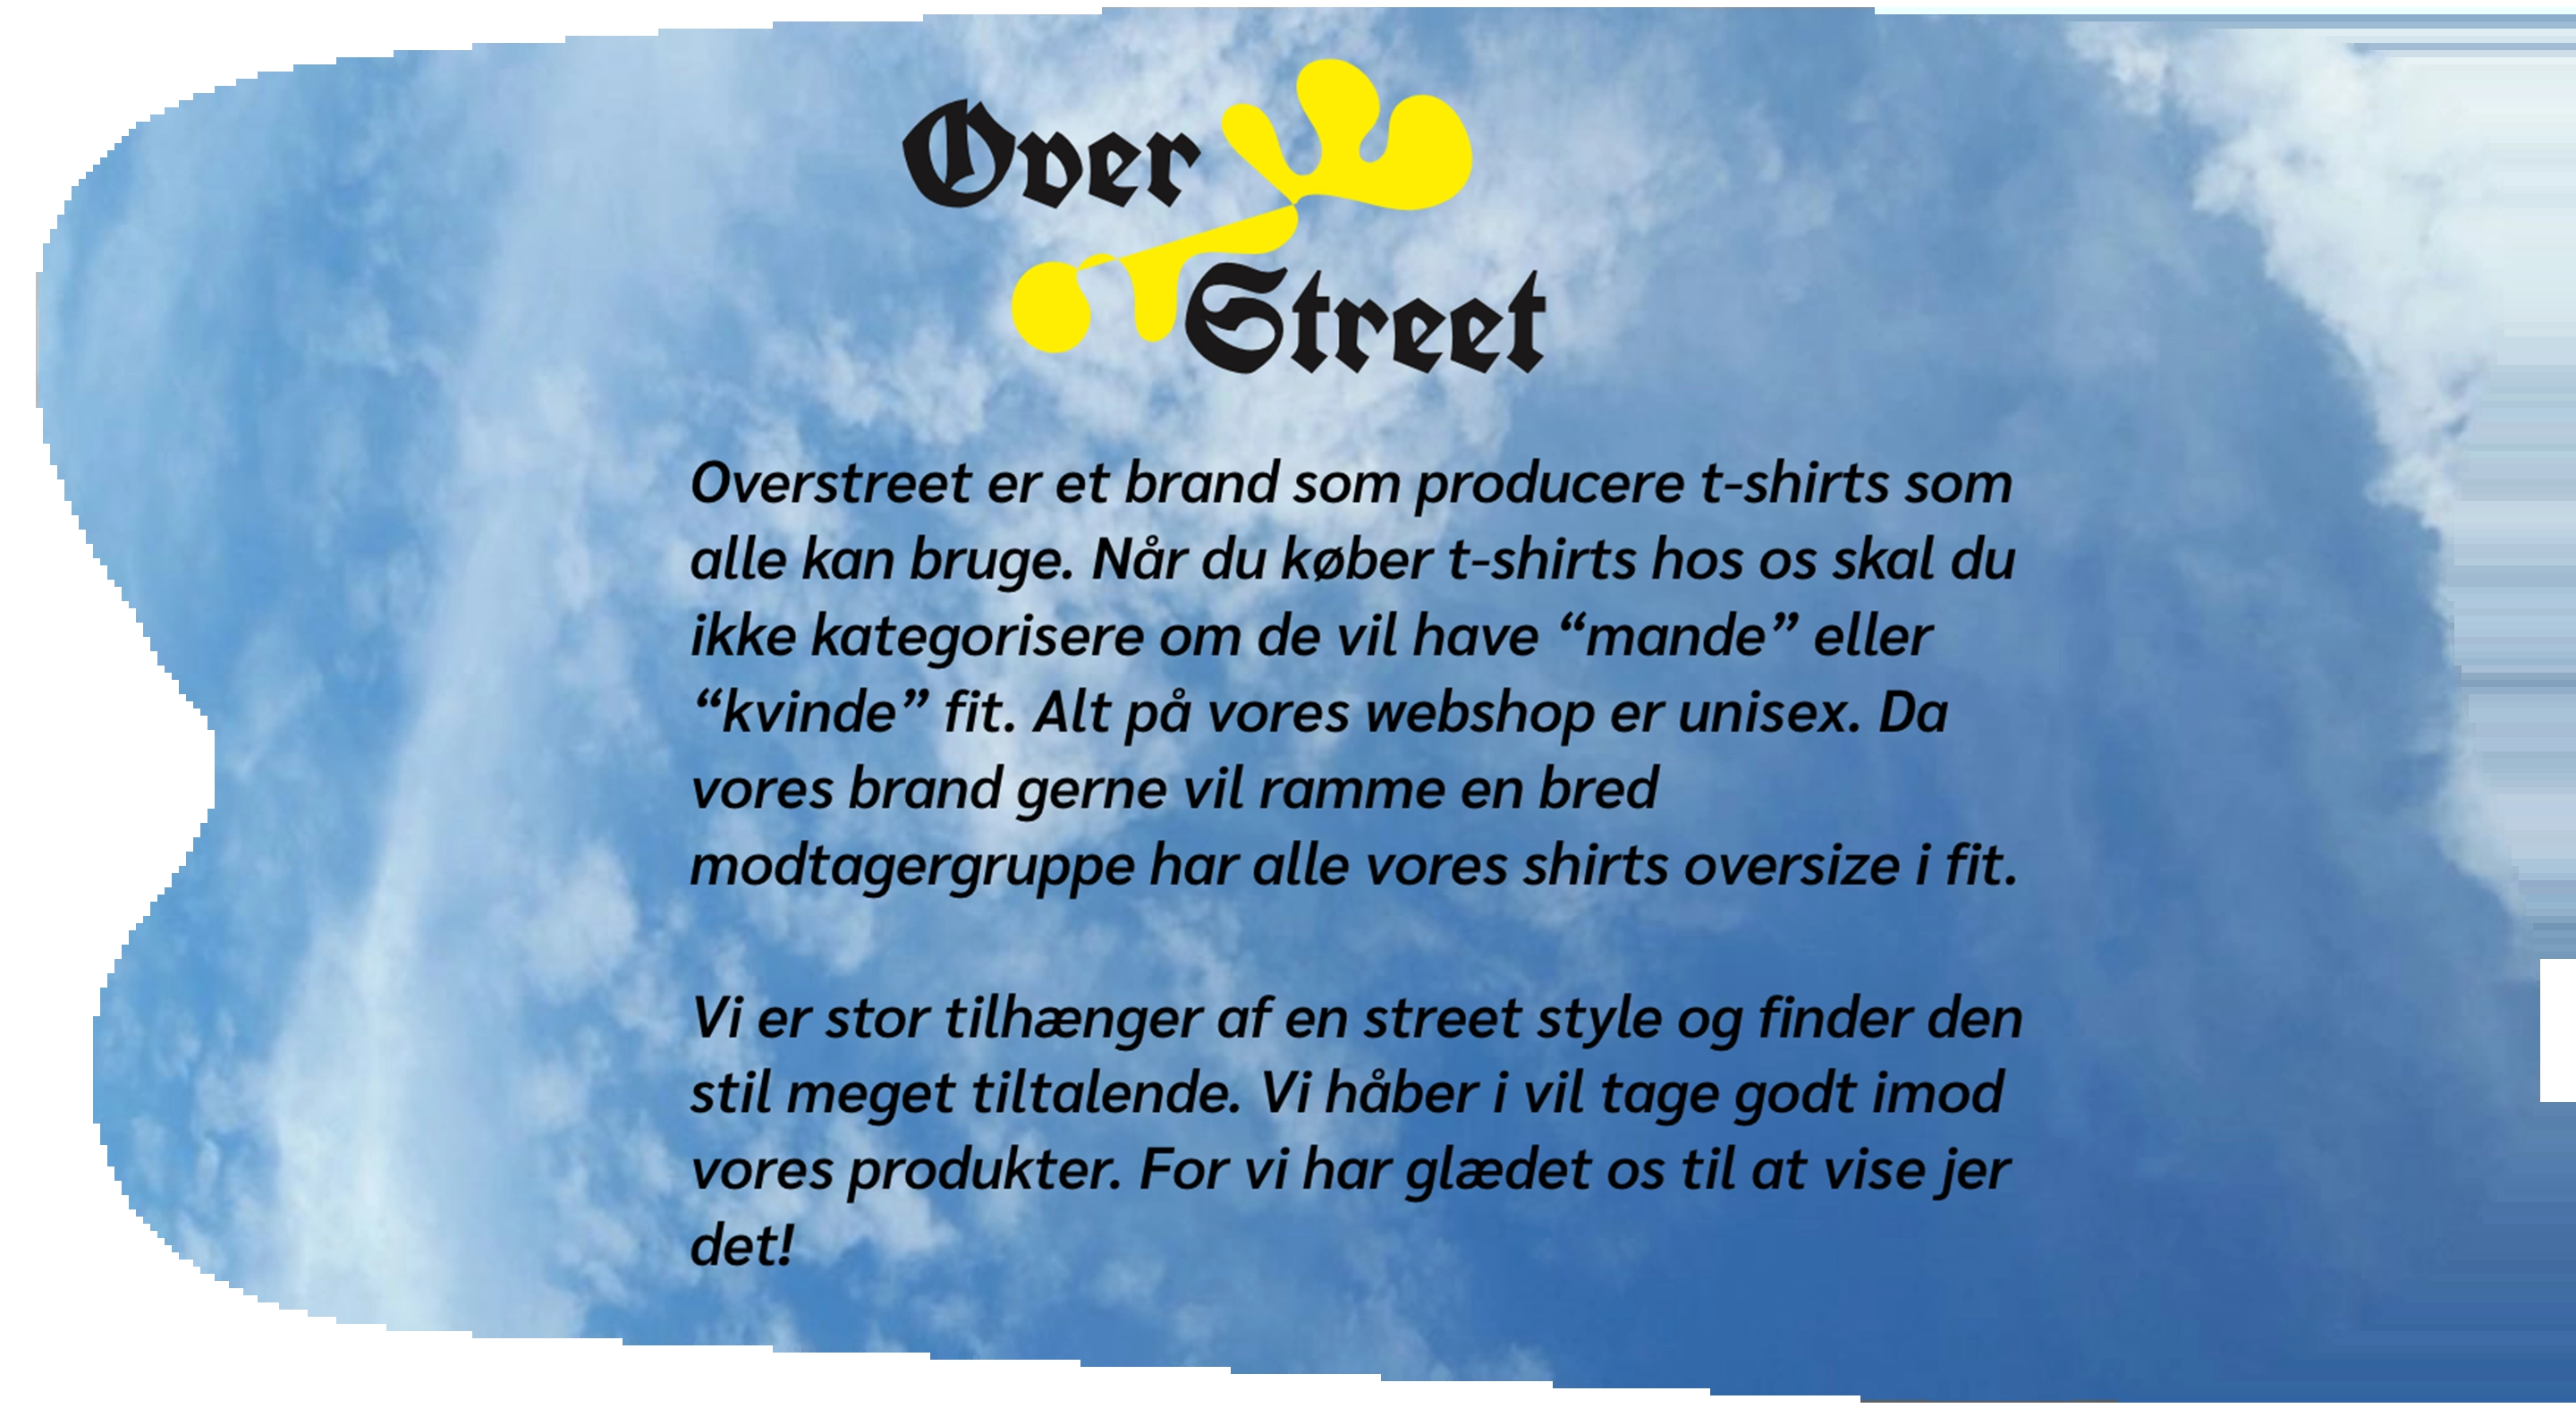 Over
Street
Overstreet er et brand som producere t-shirts som
alle kan bruge. Når du køber t-shirts hos os skal du
ikke kategorisere om de vil have “mande” eller
“kvinde” fit. Alt på vores webshop er unisex. Da
vores brand gerne vil ramme en bred
modtagergruppe har alle vores shirts oversize i fit.
Vi er stor tilhænger af en street style og finder den
stil meget tiltalende. Vi håber i vil tage godt imod
vores produkter. For vi har glædet os til at vise jer
det!